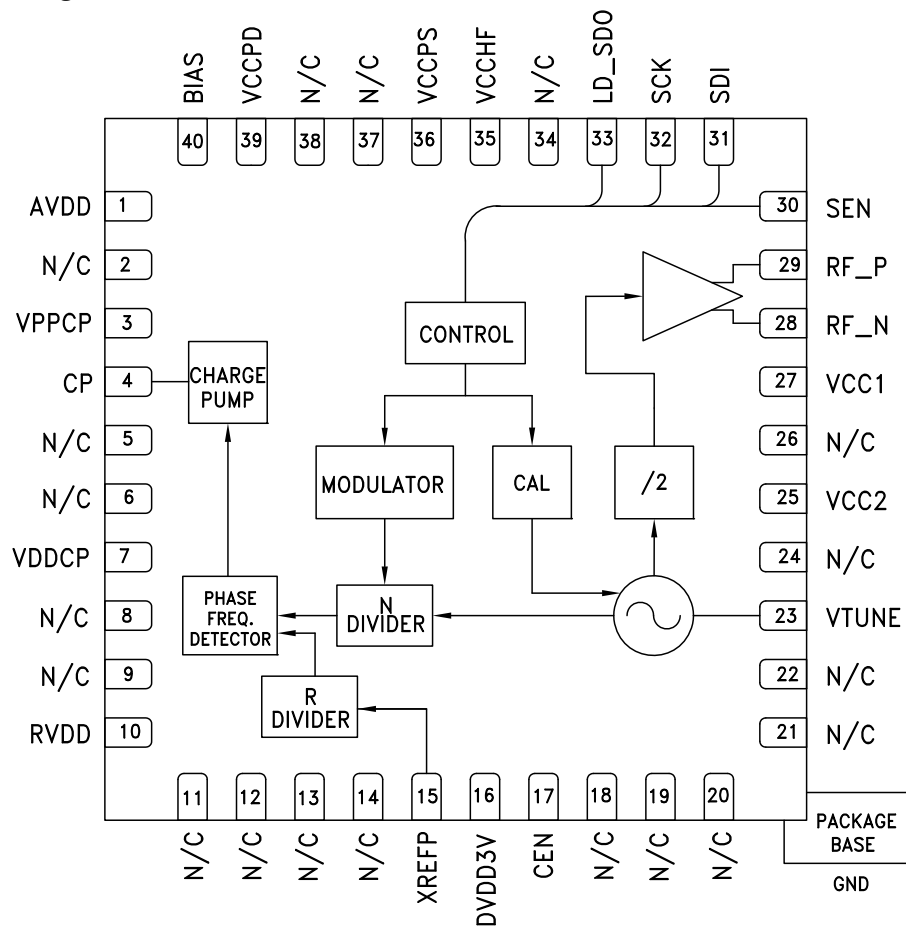 BIAS
VCCPD
N/C
N/C
VCCPS
VCCHF
N/C
LD_SDO
SCK
SDI
40
39
38
37
36
35
34
33
32
31
AVDD 1
N/C 2
VPPCP 3
CP 4
N/C 5
N/C 6
VDDCP 7
N/C 8
N/C 9
RVDD 10
30 SEN
29 RF_P
28 RF_N
27 VCC1
26 N/C
25 VCC2
24 N/C
23 VTUNE
22 N/C
21 N/C
CONTROL
CHARGE
PUMP
MODULATOR
CAL
/2
PHASE
FREQ.
DETECTOR
N
DIVIDER
R
DIVIDER
11
12
13
14
15
16
17
18
19
20
N/C
N/C
N/C
N/C
XREFP
DVDD3V
CEN
N/C
N/C
N/C
PACKAGE
BASE
GND